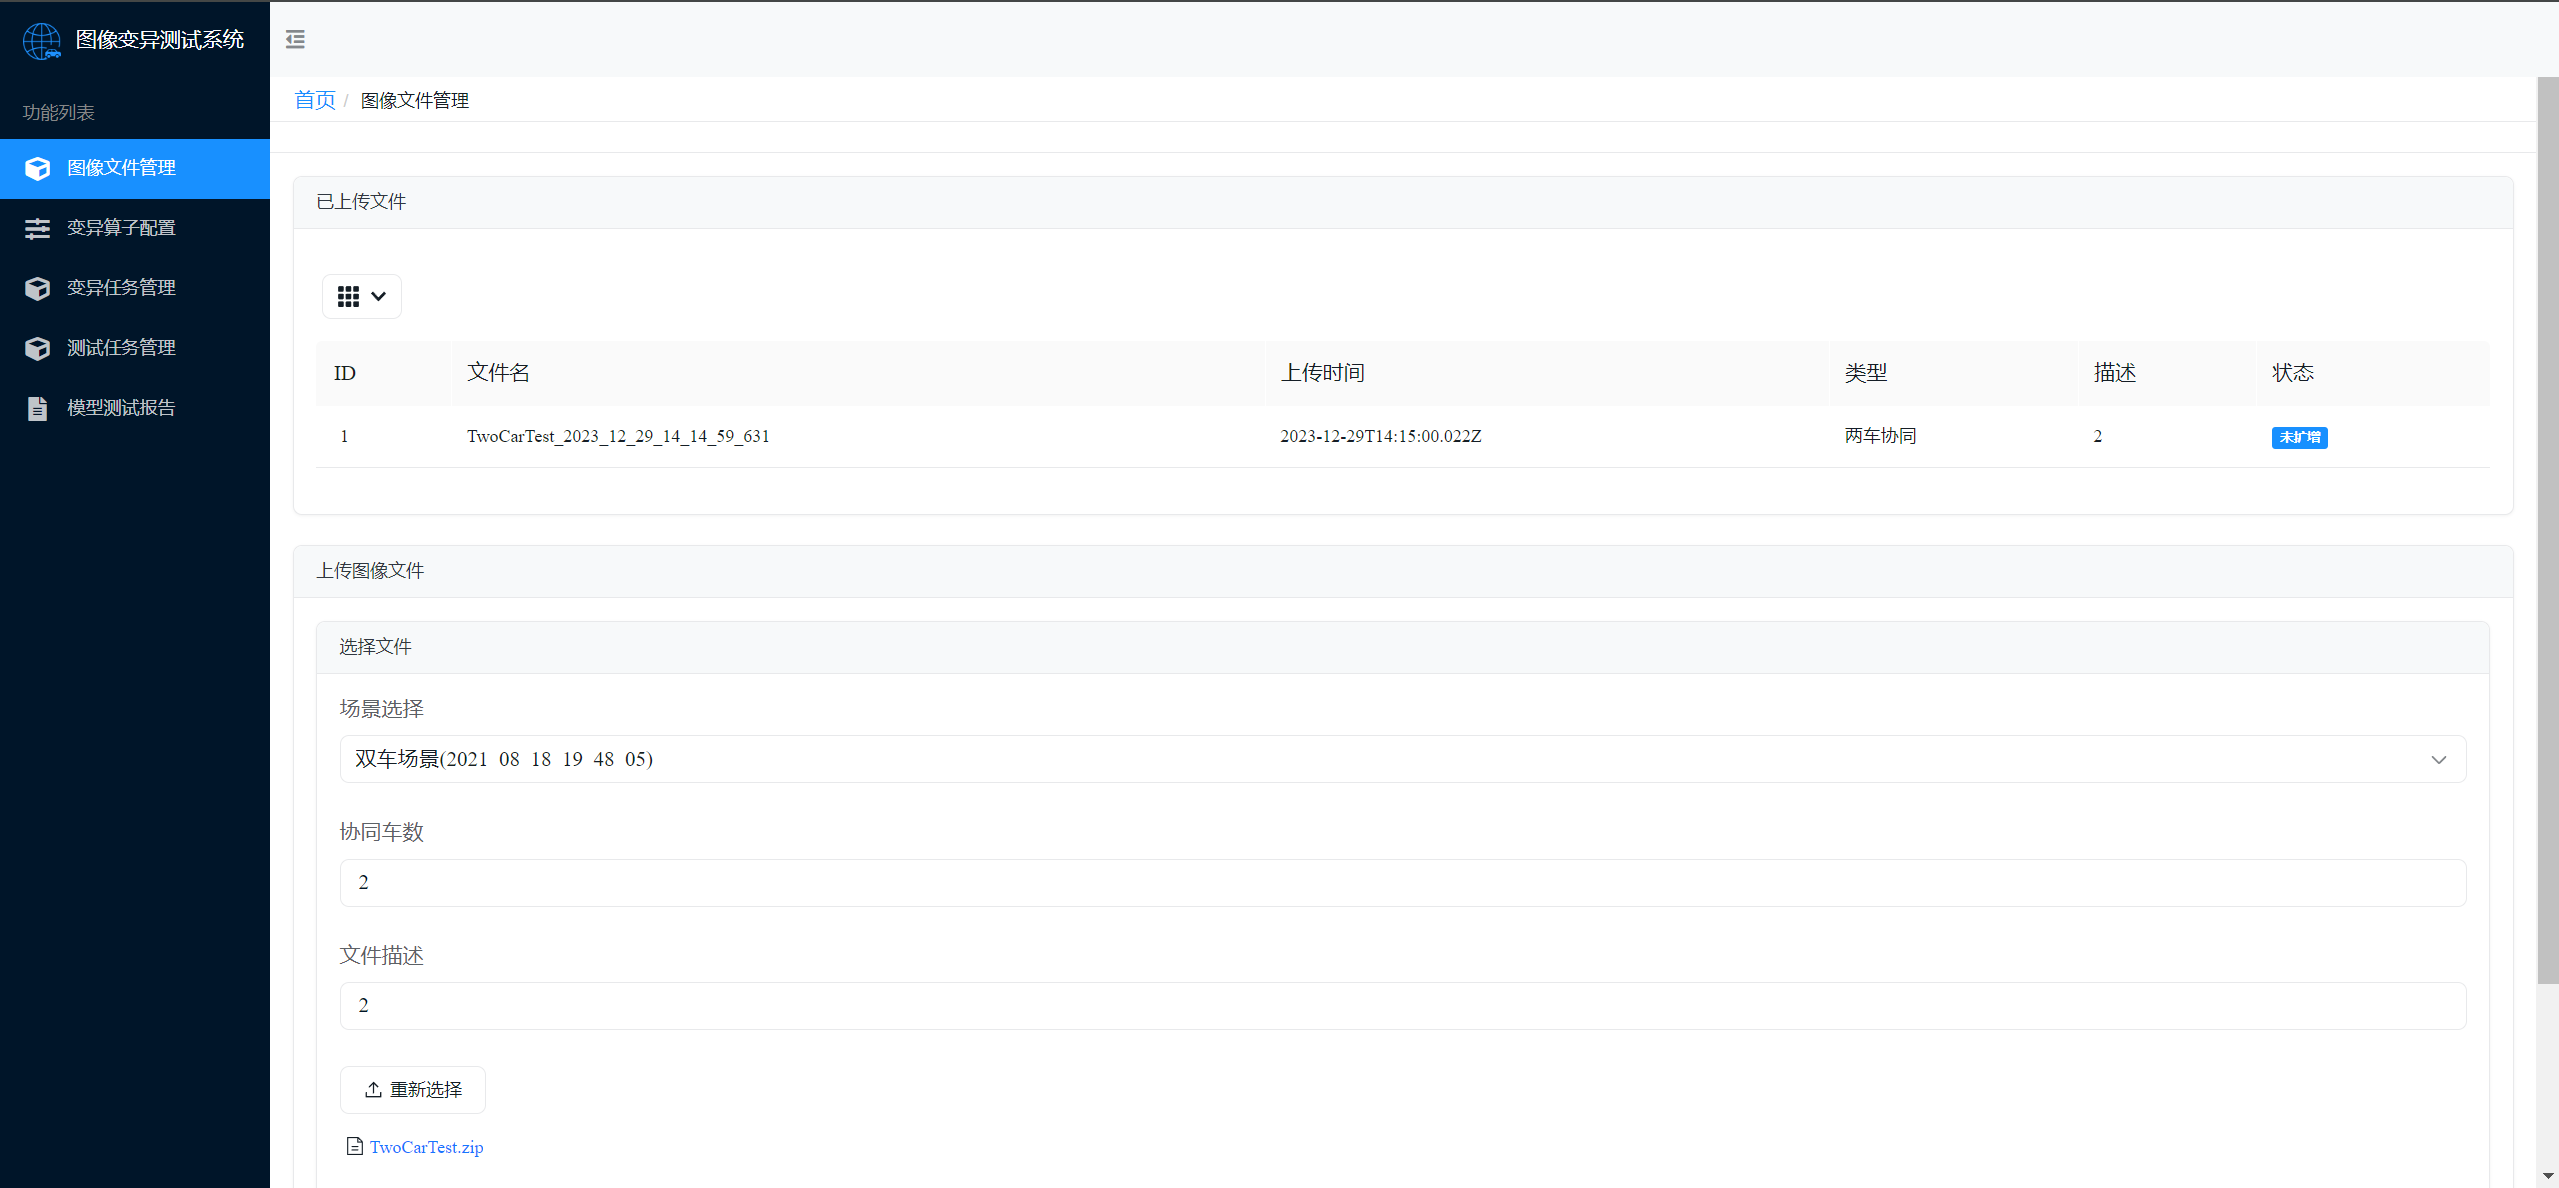 图像变异测试系统
功能列表
图像文件管理
变异算子配置
变异任务管理
测试任务管理
模型测试报告
首页 / 图像文件管理
已上传文件
ID 文件名 上传时间 类型 描述 状态
1 TwoCarTest_2023_12_29_14_14_59_631 2023-12-29T14:15:00.022Z 两车协同 2 未扩增
上传图像文件
选择文件
场景选择
双车场景(2021 08 18 19 48 05)
协同车数
2
文件描述
2
重新选择
TwoCarTest.zip